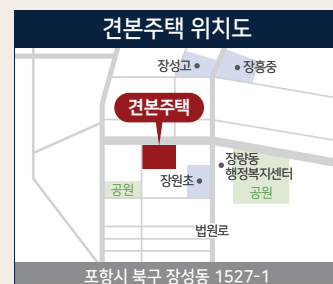 견본주택 위치도
장성고
장흥중
견본주택
장량동
행정복지센터
공원
장원초
공원
법원로
포항시 북구 장성동 1527-1